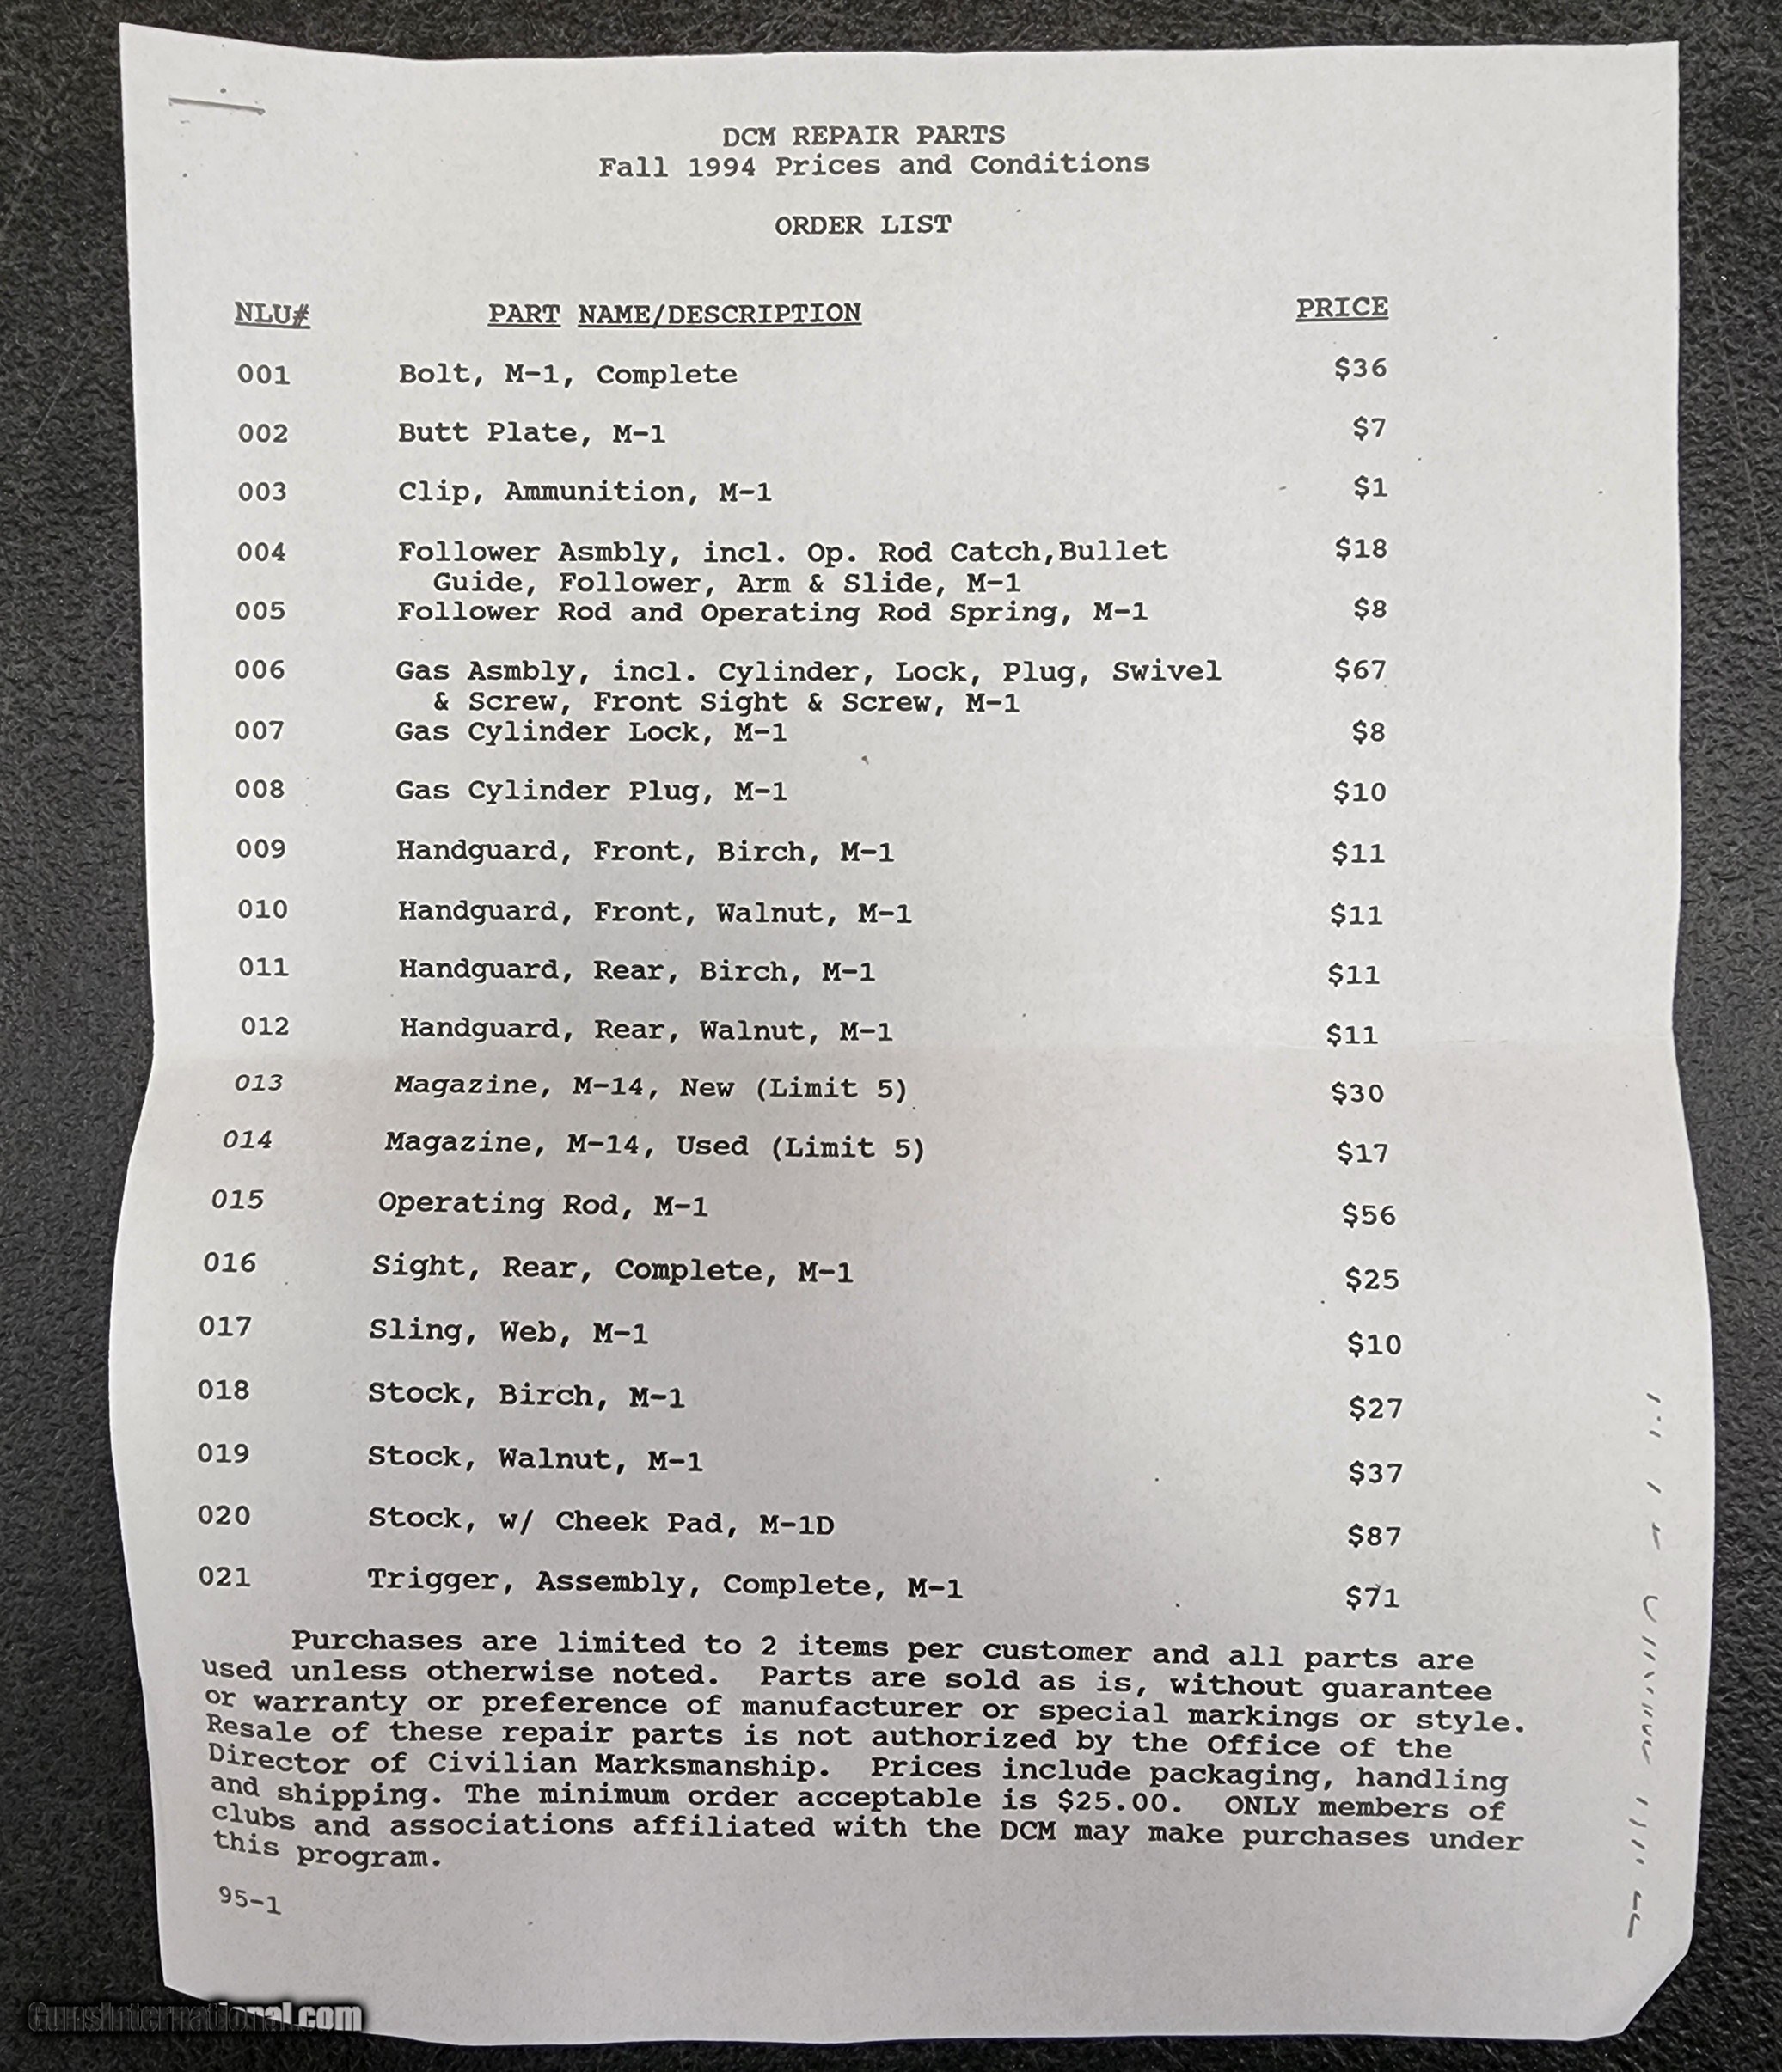 DCM REPAIR PARTS
Fall 1994 Prices and Conditions
ORDER LIST
NLU# PART NAME/DESCRIPTION PRICE
001 Bolt, M-1, Complete $36
002 Butt Plate, M-1 $7
003 Clip, Ammunition, M-1 $1
004 Follower Asmbly, incl. Op. Rod Catch,Bullet $18
Guide, Follower, Arm & Slide, M-1
005 Follower Rod and Operating Rod Spring, M-1 $8
006 Gas Asmbly, incl. Cylinder, Lock, Plug, Swivel $67
& Screw, Front Sight & Screw, M-1
007 Gas Cylinder Lock, M-1 $8
008 Gas Cylinder Plug, M-1 $10
009 Handguard, Front, Birch, M-1 $11
010 Handguard, Front, Walnut, M-1 $11
011 Handguard, Rear, Birch, M-1 $11
012 Handguard, Rear, Walnut, M-1 $11
013 Magazine, M-14, New (Limit 5) $30
014 Magazine, M-14, Used (Limit 5) $17
015 Operating Rod, M-1 $56
016 Sight, Rear, Complete, M-1 $25
017 Sling, Web, M-1 $10
018 Stock, Birch, M-1 $27
019 Stock, Walnut, M-1 $37
020 Stock, w/ Cheek Pad, M-1D $87
021 Trigger, Assembly, Complete, M-1 $71
Purchases are limited to 2 items per customer and all parts are
used unless otherwise noted. Parts are sold as is, without guarantee
or warranty or preference of manufacturer or special markings or style.
Resale of these repair parts is not authorized by the Office of the
Director of Civilian Marksmanship. Prices include packaging, handling
and shipping. The minimum order acceptable is $25.00. ONLY members of
clubs and associations affiliated with the DCM may make purchases under
this program.
95-1
GunsInternational.com